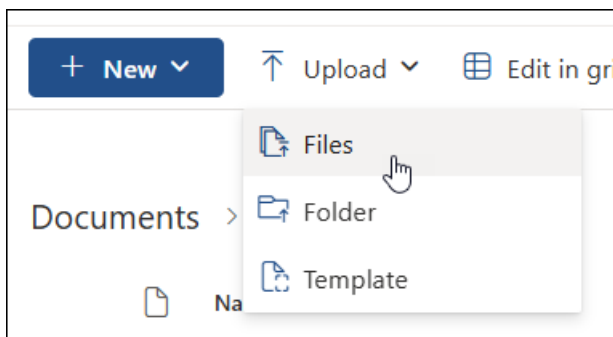 + New Upload Edit in gri
Files
Documents > Folder
Template
Na